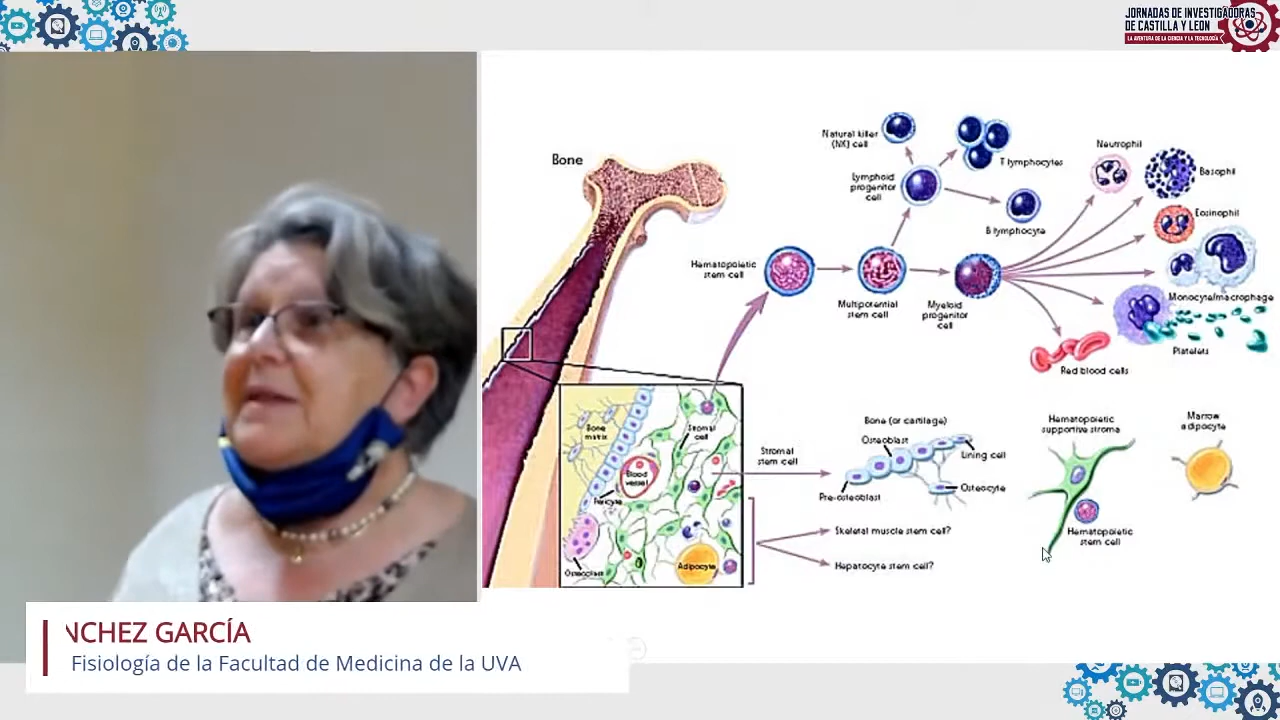 JORNADAS DE INVESTIGADORAS
DE CASTILLA Y LEÓN
LA AVENTURA DE LA CIENCIA Y LA TECNOLOGÍA
Bone
Natural killer
(NK) cell
T lymphocytes
Lymphoid
progenitor
cell
B lymphocyte
Neutrophil
Basophil
Eosinophil
Hematopoietic
stem cell
Multipotential
stem cell
Myeloid
progenitor
cell
Monocyte/macrophage
Platelets
Red blood cells
Bone
matrix
Stromal
cell
Blood
vessel
Pericyte
Osteoclast
Adipocyte
Stromal
stem cell
Bone (or cartilage)
Osteoblast
Lining cell
Pre-osteoblast
Osteocyte
Skeletal muscle stem cell?
Hepatocyte stem cell?
Hematopoietic
supportive stroma
Hematopoietic
stem cell
Marrow
adipocyte
NCHEZ GARCÍA
Fisiología de la Facultad de Medicina de la UVA